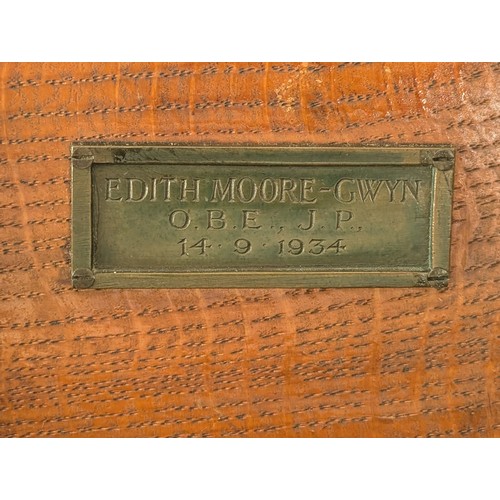 EDITH.MOORE-GWYN
O.B.E., J.P.,
14·9·1934